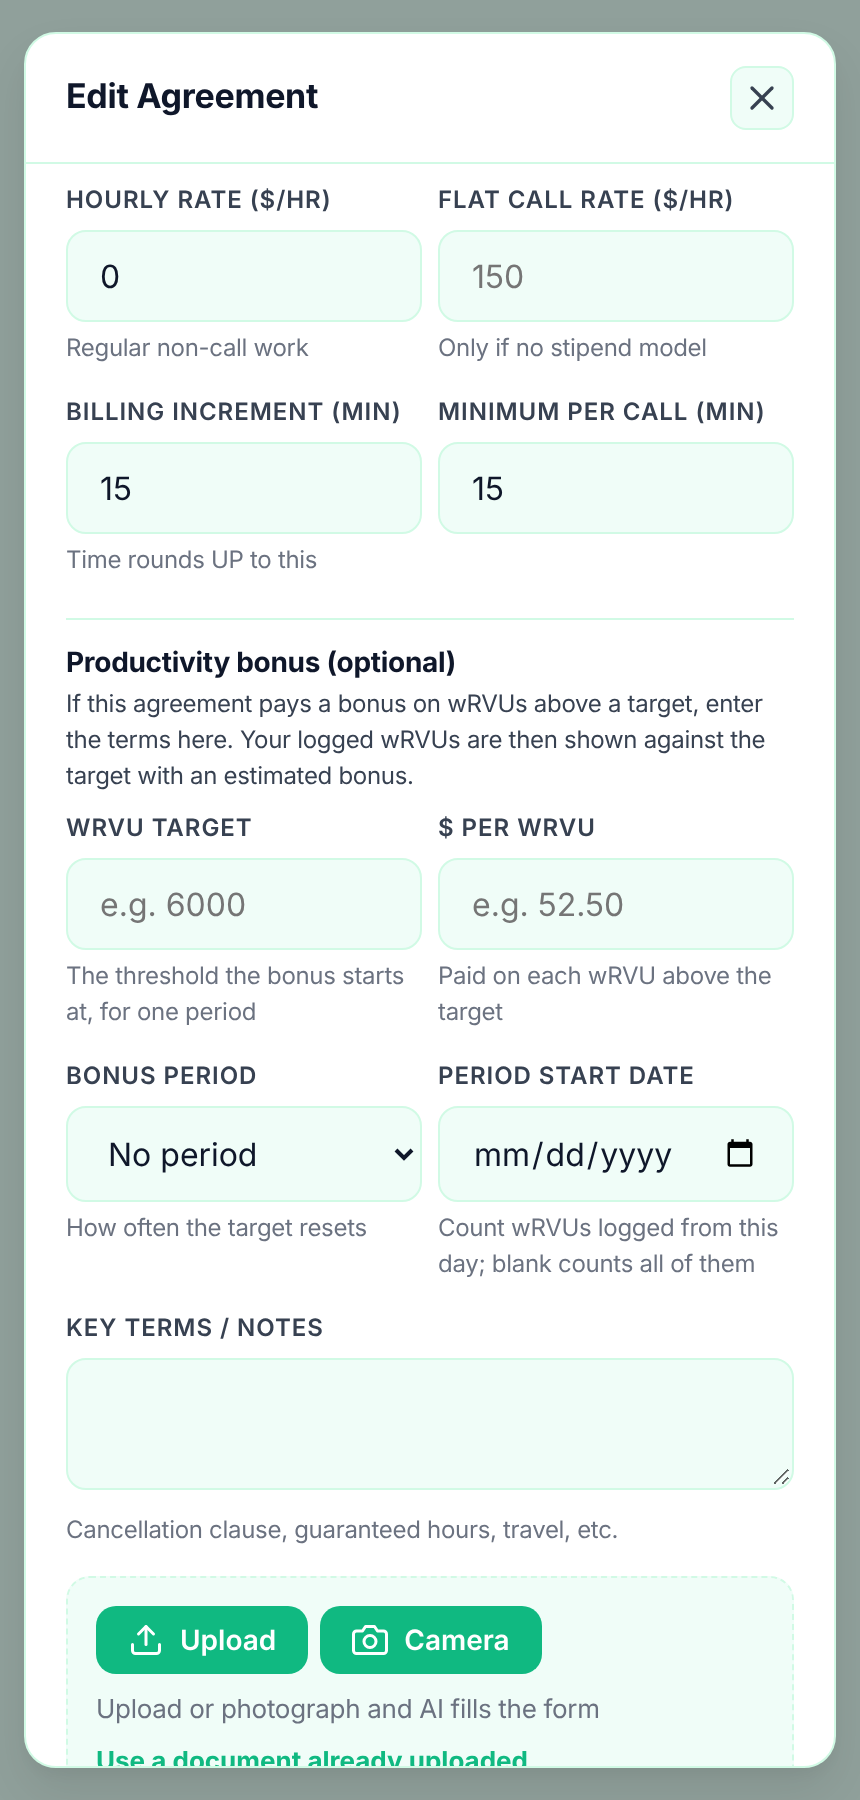 Edit Agreement
HOURLY RATE ($/HR)
FLAT CALL RATE ($/HR)
0
150
Regular non-call work
Only if no stipend model
BILLING INCREMENT (MIN)
MINIMUM PER CALL (MIN)
15
15
Time rounds UP to this
Productivity bonus (optional)
If this agreement pays a bonus on wRVUs above a target, enter
the terms here. Your logged wRVUs are then shown against the
target with an estimated bonus.
WRVU TARGET
$ PER WRVU
e.g. 6000
e.g. 52.50
The threshold the bonus starts
at, for one period
Paid on each wRVU above the
target
BONUS PERIOD
PERIOD START DATE
No period
mm/dd/yyyy
How often the target resets
Count wRVUs logged from this
day; blank counts all of them
KEY TERMS / NOTES
Cancellation clause, guaranteed hours, travel, etc.
Upload
Camera
Upload or photograph and AI fills the form
Use a document already uploaded